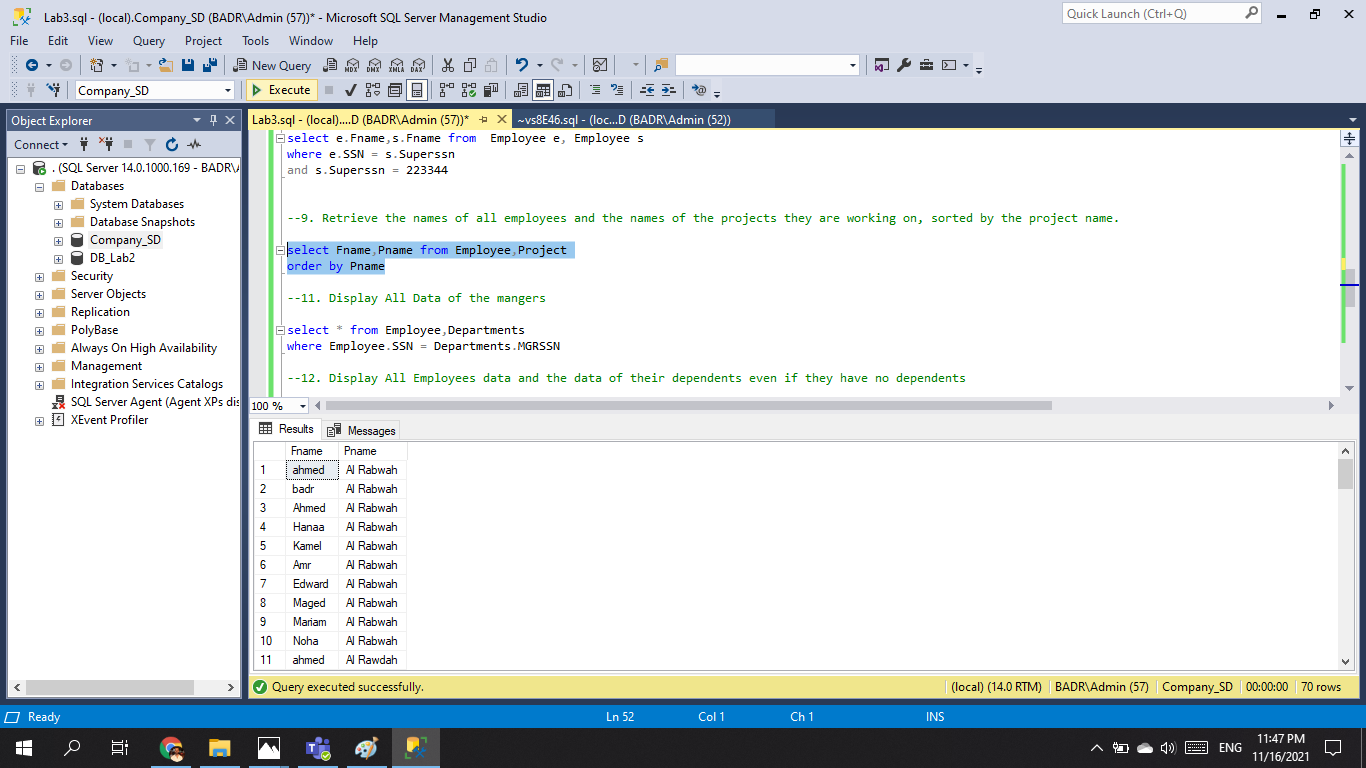 Lab3.sql - (local).Company_SD (BADR\Admin (57))* - Microsoft SQL Server Management Studio
Quick Launch (Ctrl+Q)
File Edit View Query Project Tools Window Help
New Query
MDX DMX XMLA DAX
Company_SD
Execute
Object Explorer
Connect
. (SQL Server 14.0.1000.169 - BADR\A
Databases
System Databases
Database Snapshots
Company_SD
DB_Lab2
Security
Server Objects
Replication
PolyBase
Always On High Availability
Management
Integration Services Catalogs
SQL Server Agent (Agent XPs dis
XEvent Profiler
Lab3.sql - (local)....D (BADR\Admin (57))*
~vs8E46.sql - (loc...D (BADR\Admin (52))
select e.Fname,s.Fname from  Employee e, Employee s
where e.SSN = s.Superssn
and s.Superssn = 223344
--9. Retrieve the names of all employees and the names of the projects they are working on, sorted by the project name.
select Fname,Pname from Employee,Project
order by Pname
--11. Display All Data of the mangers
select * from Employee,Departments
where Employee.SSN = Departments.MGRSSN
--12. Display All Employees data and the data of their dependents even if they have no dependents
100 %
Results Messages
Fname Pname
1 ahmed Al Rabwah
2 badr Al Rabwah
3 Ahmed Al Rabwah
4 Hanaa Al Rabwah
5 Kamel Al Rabwah
6 Amr Al Rabwah
7 Edward Al Rabwah
8 Maged Al Rabwah
9 Mariam Al Rabwah
10 Noha Al Rabwah
11 ahmed Al Rawdah
Query executed successfully.
(local) (14.0 RTM) BADR\Admin (57) Company_SD 00:00:00 70 rows
Ready
Ln 52 Col 1 Ch 1 INS
ENG
11:47 PM
11/16/2021